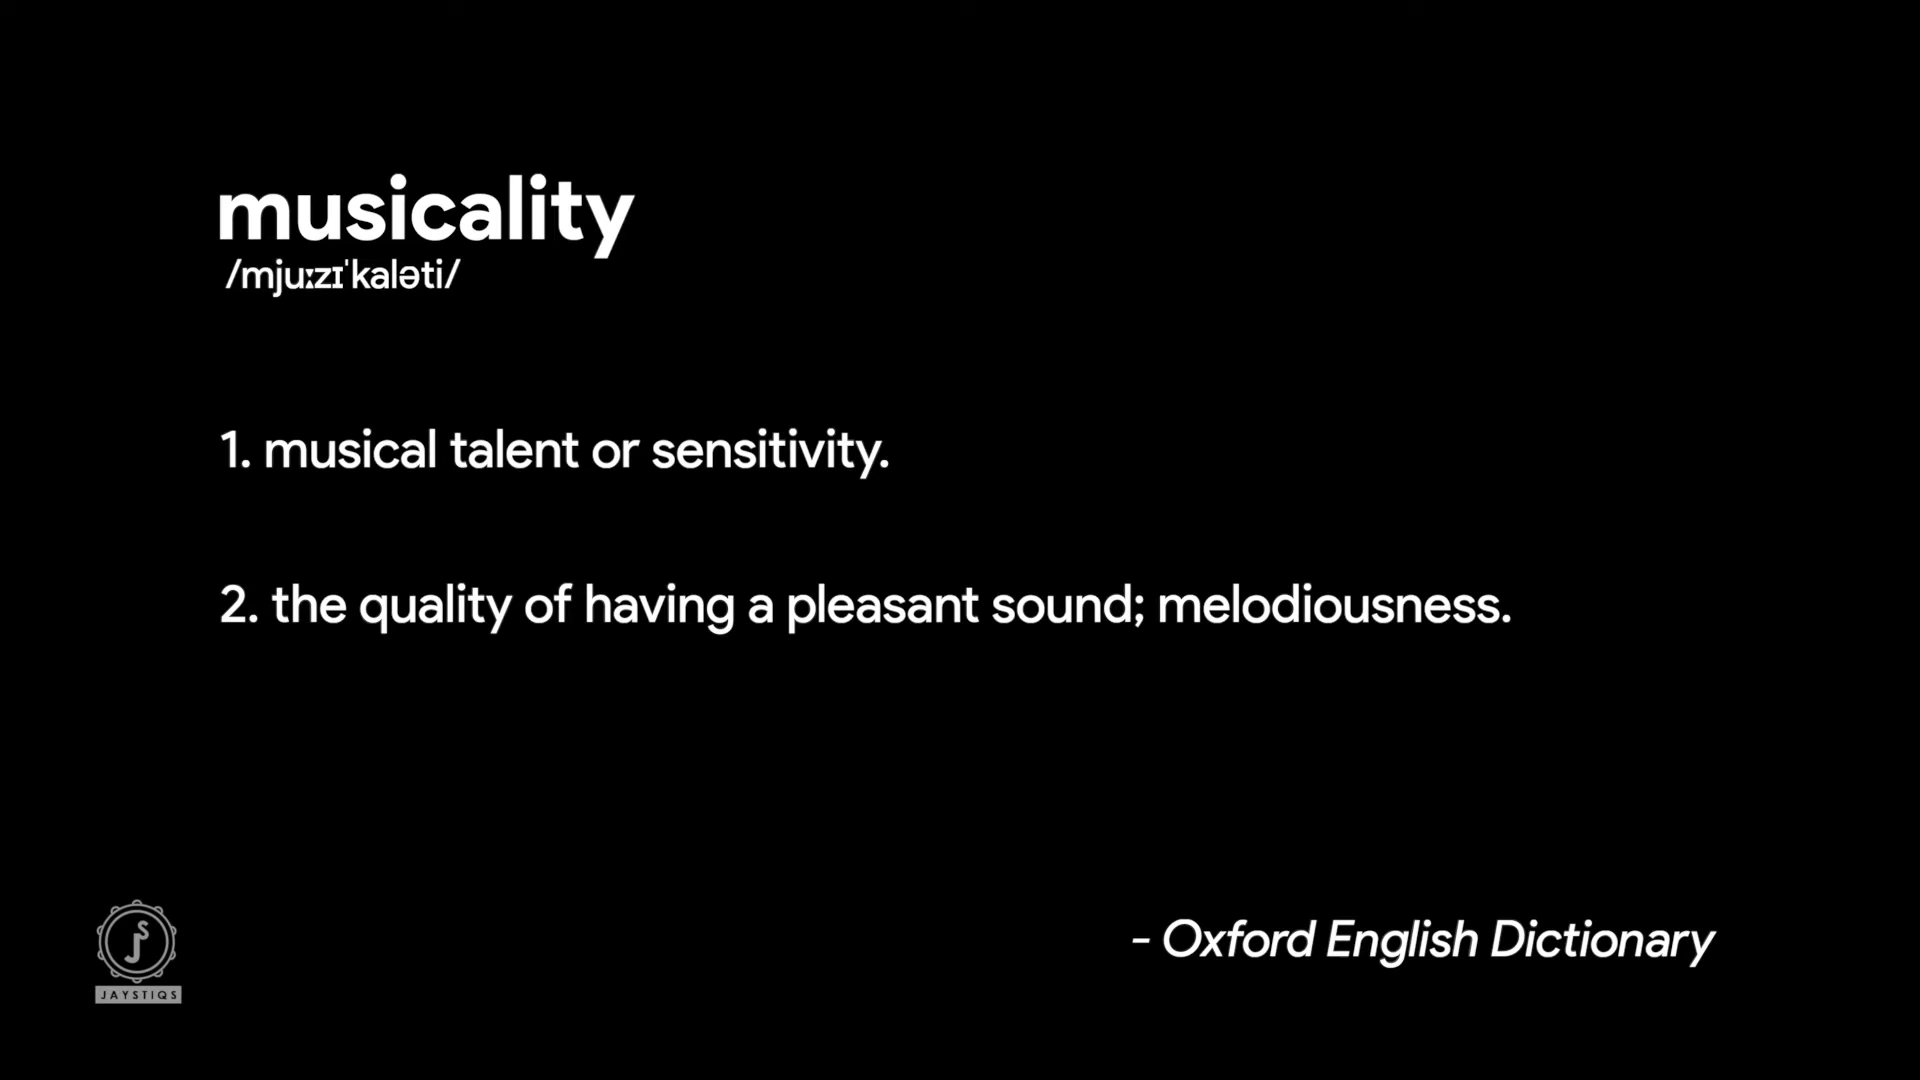 musicality
/mjuːzɪˈkaləti/
1. musical talent or sensitivity.
2. the quality of having a pleasant sound; melodiousness.
- Oxford English Dictionary
JS
JAYSTIQS